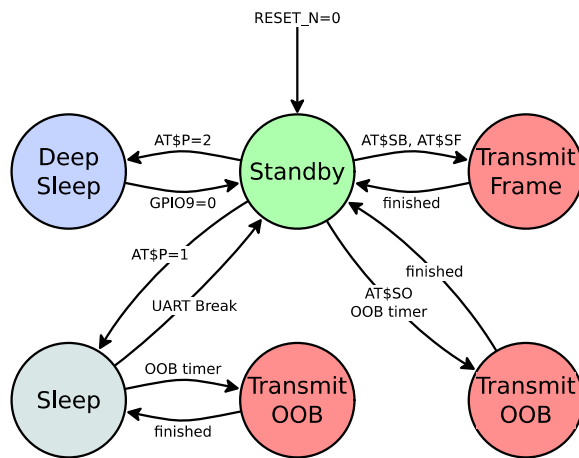 RESET_N=0
Deep
Sleep
AT$P=2
GPIO9=0
Standby
AT$SB, AT$SF
finished
Transmit
Frame
AT$P=1
UART Break
AT$SO
OOB timer
finished
Sleep
OOB timer
finished
Transmit
OOB
Transmit
OOB